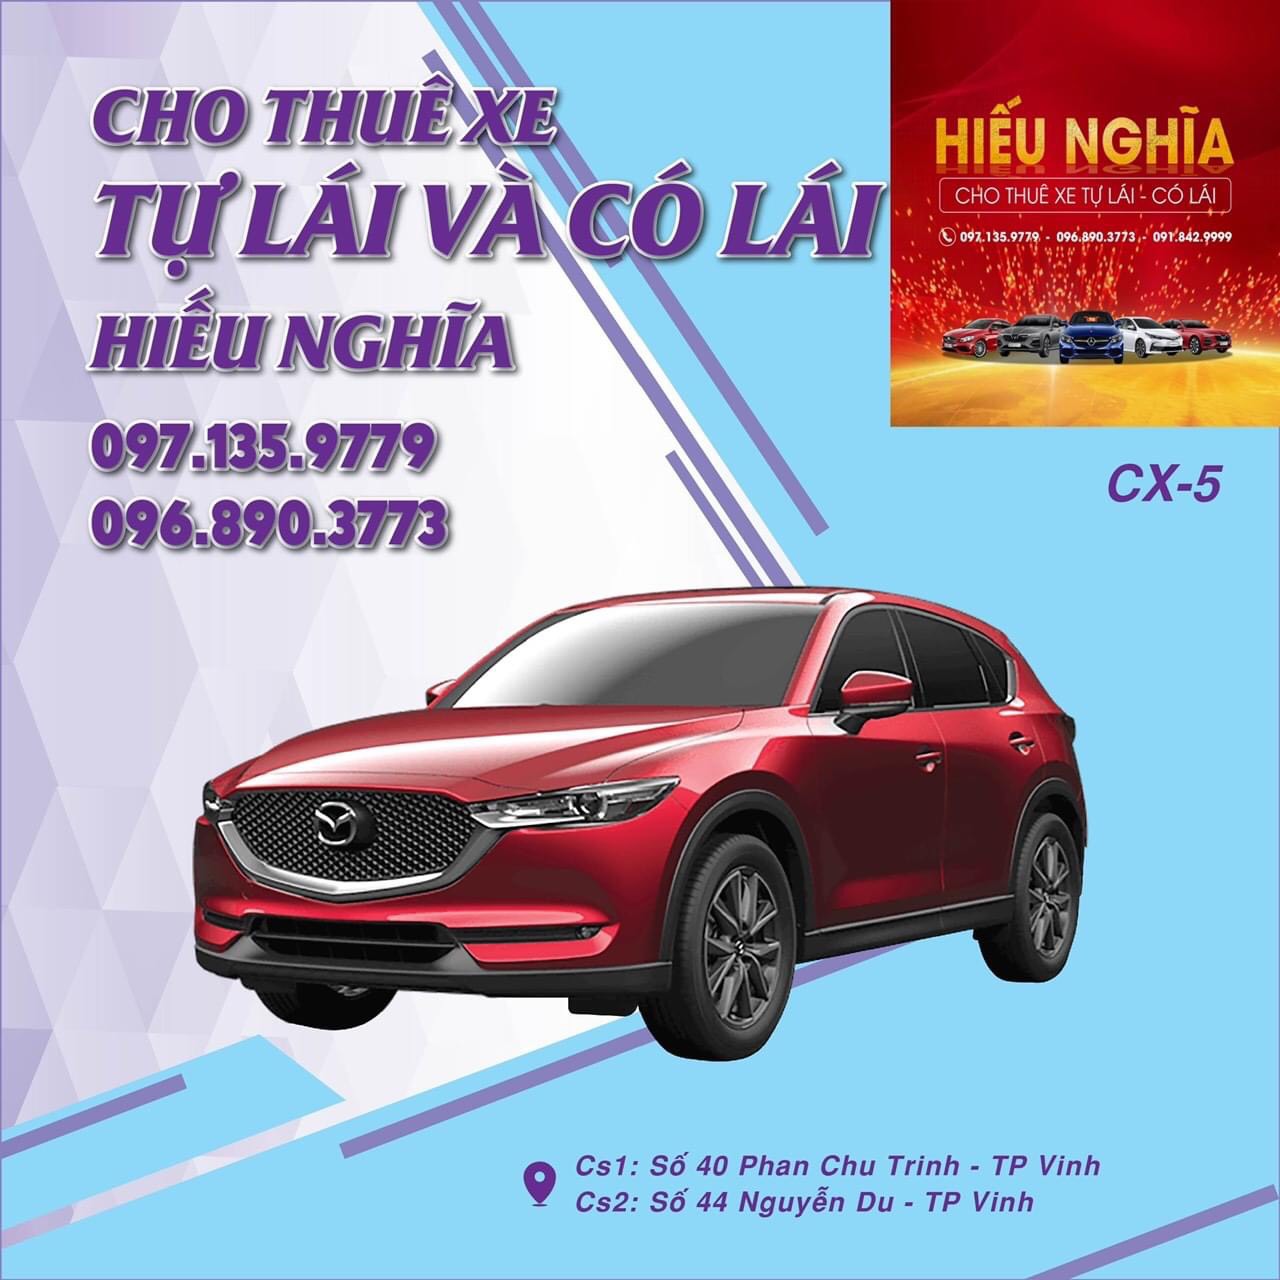 CHO THUÊ XE
TỰ LÁI VÀ CÓ LÁI
HIẾU NGHĨA
097.135.9779
096.890.3773
HIẾU NGHĨA
CHO THUÊ XE TỰ LÁI - CÓ LÁI
097.135.9779 - 096.890.3773 - 091.842.9999
CX-5
Cs1: Số 40 Phan Chu Trinh - TP Vinh
Cs2: Số 44 Nguyễn Du - TP Vinh